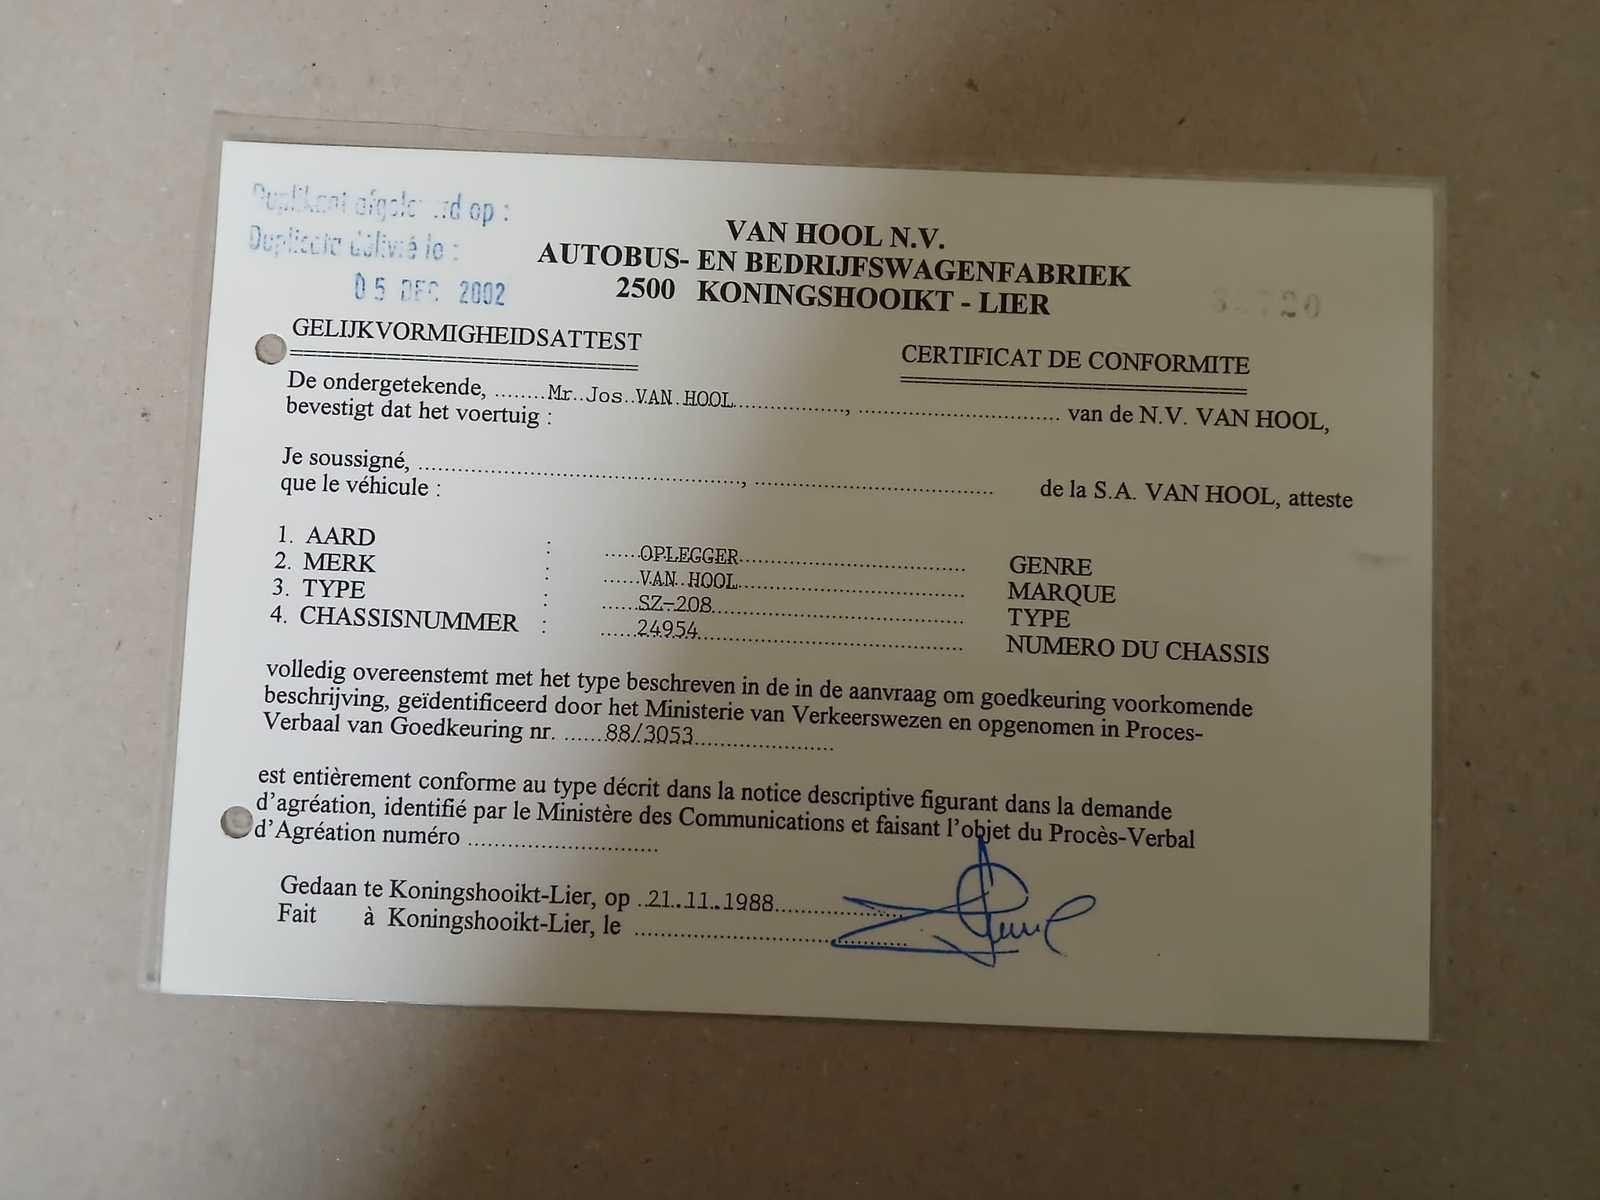 Duplikaat afgeleverd op :
Duplicata délivré le :
05 DEC 2002
VAN HOOL N.V.
AUTOBUS- EN BEDRIJFSWAGENFABRIEK
2500 KONINGSHOOIKT - LIER
GELIJKVORMIGHEIDSATTEST
CERTIFICAT DE CONFORMITE
De ondergetekende, ........Mr. Jos VAN HOOL................., ............................... van de N.V. VAN HOOL,
bevestigt dat het voertuig :
Je soussigné, .................................................., ..................................... de la S.A. VAN HOOL, atteste
que le véhicule :
1. AARD : ......OPLEGGER................................... GENRE
2. MERK : ......VAN HOOL................................... MARQUE
3. TYPE : ......SZ-208....................................... TYPE
4. CHASSISNUMMER : ......24954......................................... NUMERO DU CHASSIS
volledig overeenstemt met het type beschreven in de in de aanvraag om goedkeuring voorkomende
beschrijving, geïdentificeerd door het Ministerie van Verkeerswezen en opgenomen in Proces-
Verbaal van Goedkeuring nr. ......88/3053.....................
est entièrement conforme au type décrit dans la notice descriptive figurant dans la demande
d'agréation, identifié par le Ministère des Communications et faisant l'objet du Procès-Verbal
d'Agréation numéro .............................
Gedaan te Koningshooikt-Lier, op ..21.11.1988....................
Fait à Koningshooikt-Lier, le ..........................................